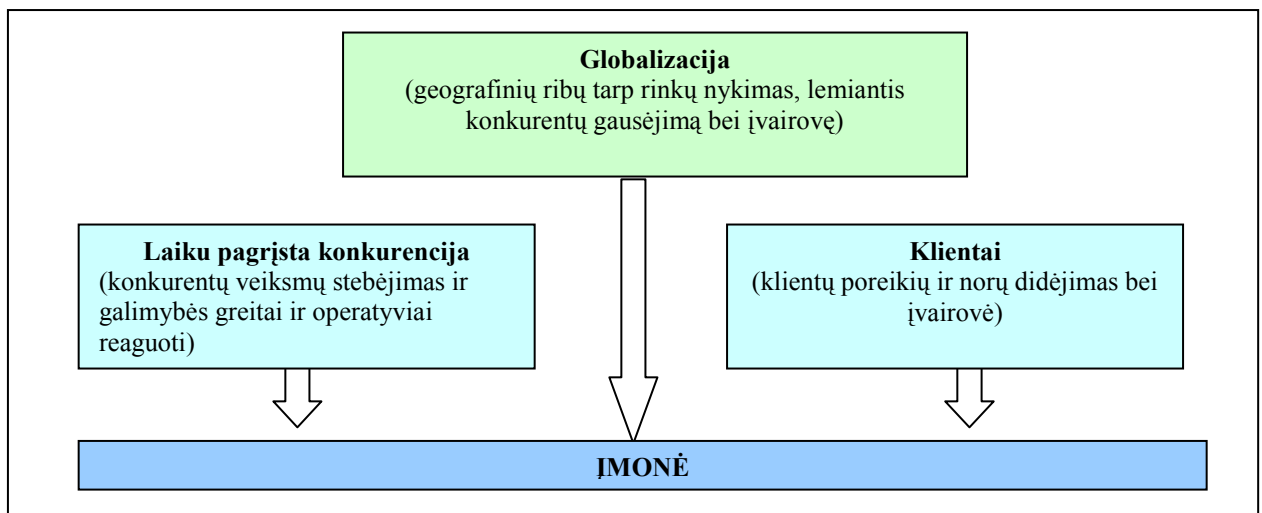 Globalizacija
(geografinių ribų tarp rinkų nykimas, lemiantis
konkurentų gausėjimą bei įvairovę)
Laiku pagrįsta konkurencija
(konkurentų veiksmų stebėjimas ir
galimybės greitai ir operatyviai
reaguoti)
Klientai
(klientų poreikių ir norų didėjimas bei
įvairovė)
ĮMONĖ